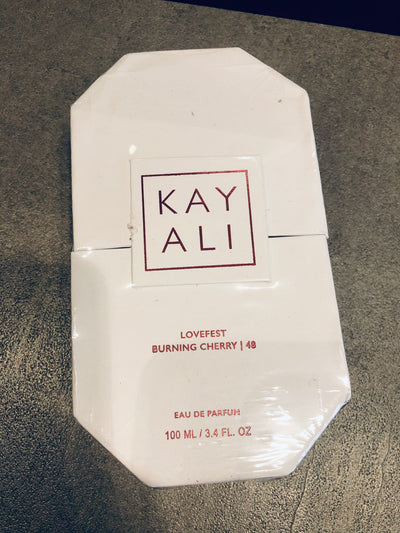 KAY
ALI
LOVEFEST
BURNING CHERRY | 48
EAU DE PARFUM
100 ML / 3.4 FL. OZ